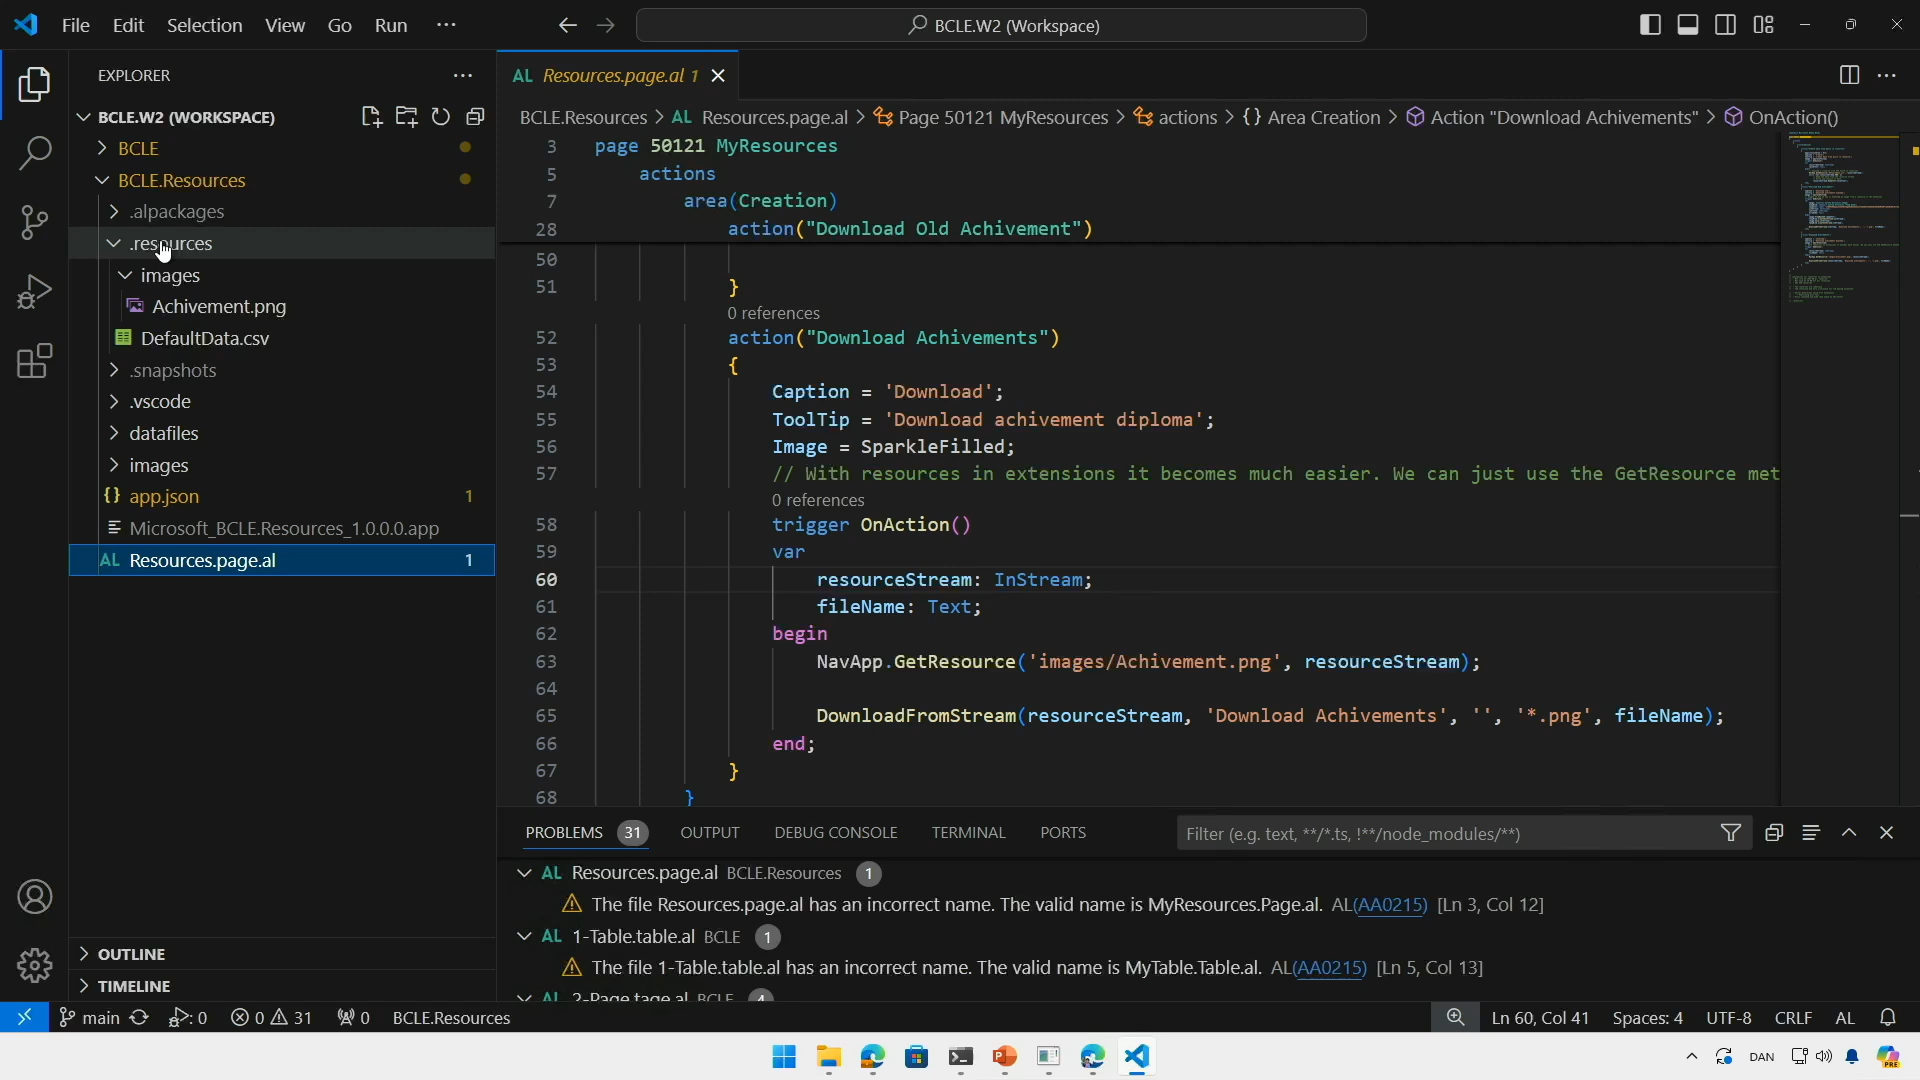 File Edit Selection View Go Run ···
BCLE.W2 (Workspace)
EXPLORER
BCLE.W2 (WORKSPACE)
BCLE
BCLE.Resources
.alpackages
.resources
images
Achivement.png
DefaultData.csv
.snapshots
.vscode
datafiles
images
{} app.json 1
Microsoft_BCLE.Resources_1.0.0.0.app
AL Resources.page.al 1
OUTLINE
TIMELINE
AL Resources.page.al 1
BCLE.Resources > AL Resources.page.al > Page 50121 MyResources > actions > {} Area Creation > Action "Download Achivements" > OnAction()
3 page 50121 MyResources
5 actions
7 area(Creation)
28 action("Download Old Achivement")
50
51 }
0 references
52 action("Download Achivements")
53 {
54 Caption = 'Download';
55 ToolTip = 'Download achivement diploma';
56 Image = SparkleFilled;
57 // With resources in extensions it becomes much easier. We can just use the GetResource met
0 references
58 trigger OnAction()
59 var
60 resourceStream: InStream;
61 fileName: Text;
62 begin
63 NavApp.GetResource('images/Achivement.png', resourceStream);
64
65 DownloadFromStream(resourceStream, 'Download Achivements', '', '*.png', fileName);
66 end;
67 }
68 }
PROBLEMS 31 OUTPUT DEBUG CONSOLE TERMINAL PORTS Filter (e.g. text, **/*.ts, !**/node_modules/**)
AL Resources.page.al BCLE.Resources 1
The file Resources.page.al has an incorrect name. The valid name is MyResources.Page.al. AL(AA0215) [Ln 3, Col 12]
AL 1-Table.table.al BCLE 1
The file 1-Table.table.al has an incorrect name. The valid name is MyTable.Table.al. AL(AA0215) [Ln 5, Col 13]
AL 2-Page.tage.al BCLE 4
main 0 0 31 0 BCLE.Resources Ln 60, Col 41 Spaces: 4 UTF-8 CRLF AL
DAN PRE